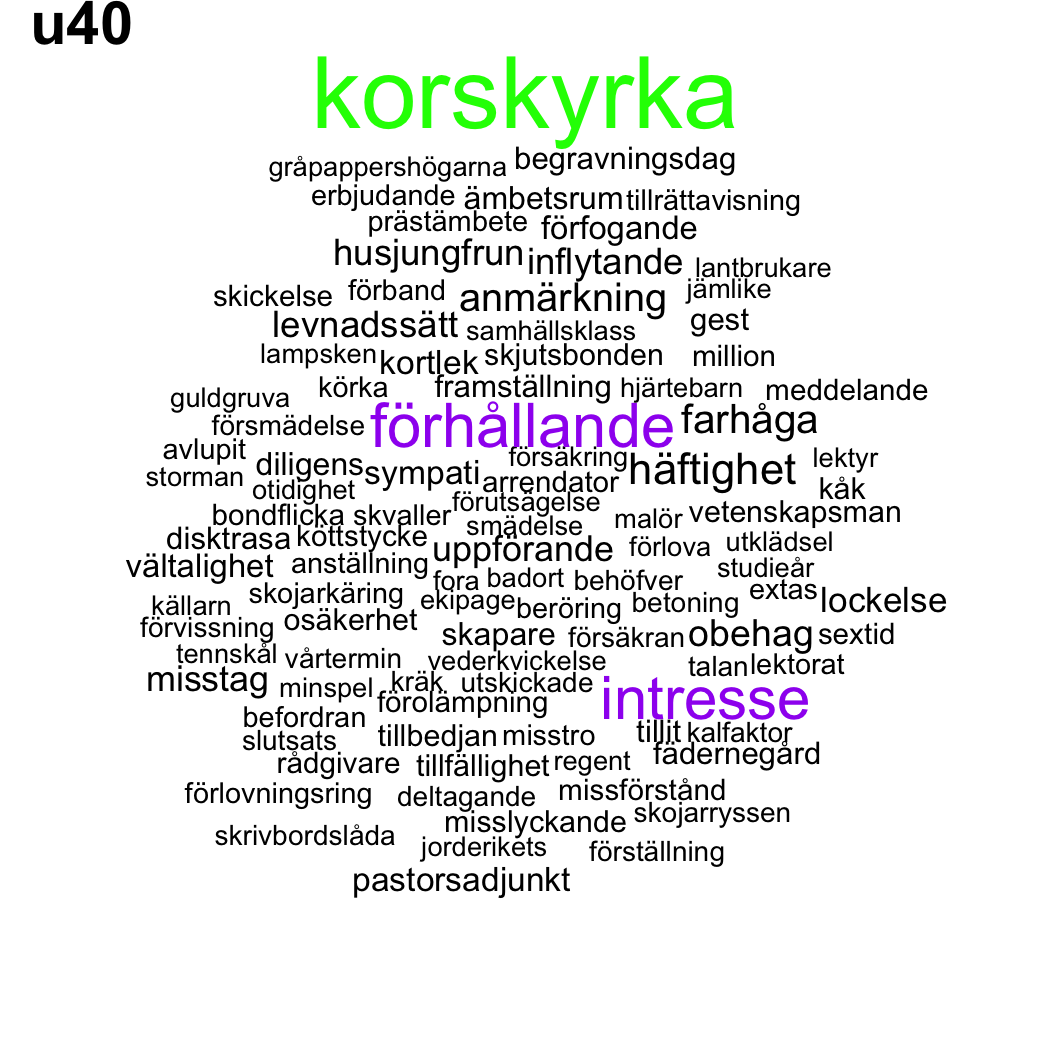 u40
korskyrka
gråpappershögarna begravningsdag
erbjudande ämbetsrum tillrättavisning
prästämbete förfogande
husjungfrun inflytande lantbrukare
skickelse förband anmärkning jämlike
levnadssätt samhällsklass gest
lampsken kortlek skjutsbonden million
guldgruva körka framställning hjärtebarn meddelande
försmädelse förhållande farhåga
avlupit diligens sympati försäkring häftighet lektyr
storman otidighet arrendator kåk
bondflicka skvaller förutsägelse smädelse malör vetenskapsman
disktrasa köttstycke uppförande förlova utklädsel
vältalighet anställning fora badort behöfver studieår
källarn skojarkäring ekipage beröring betoning extas lockelse
förvissning osäkerhet skapare försäkran obehag sextid
tennskål vårtermin vederkvickelse talan lektorat
misstag minspel kräk utskickade intresse
befordran förolämpning
slutsats tillbedjan misstro tillit kalfaktor
rådgivare tillfällighet regent fädernegård
förlovningsring deltagande missförstånd
skrivbordslåda misslyckande skojarryssen
jorderikets förställning
pastorsadjunkt